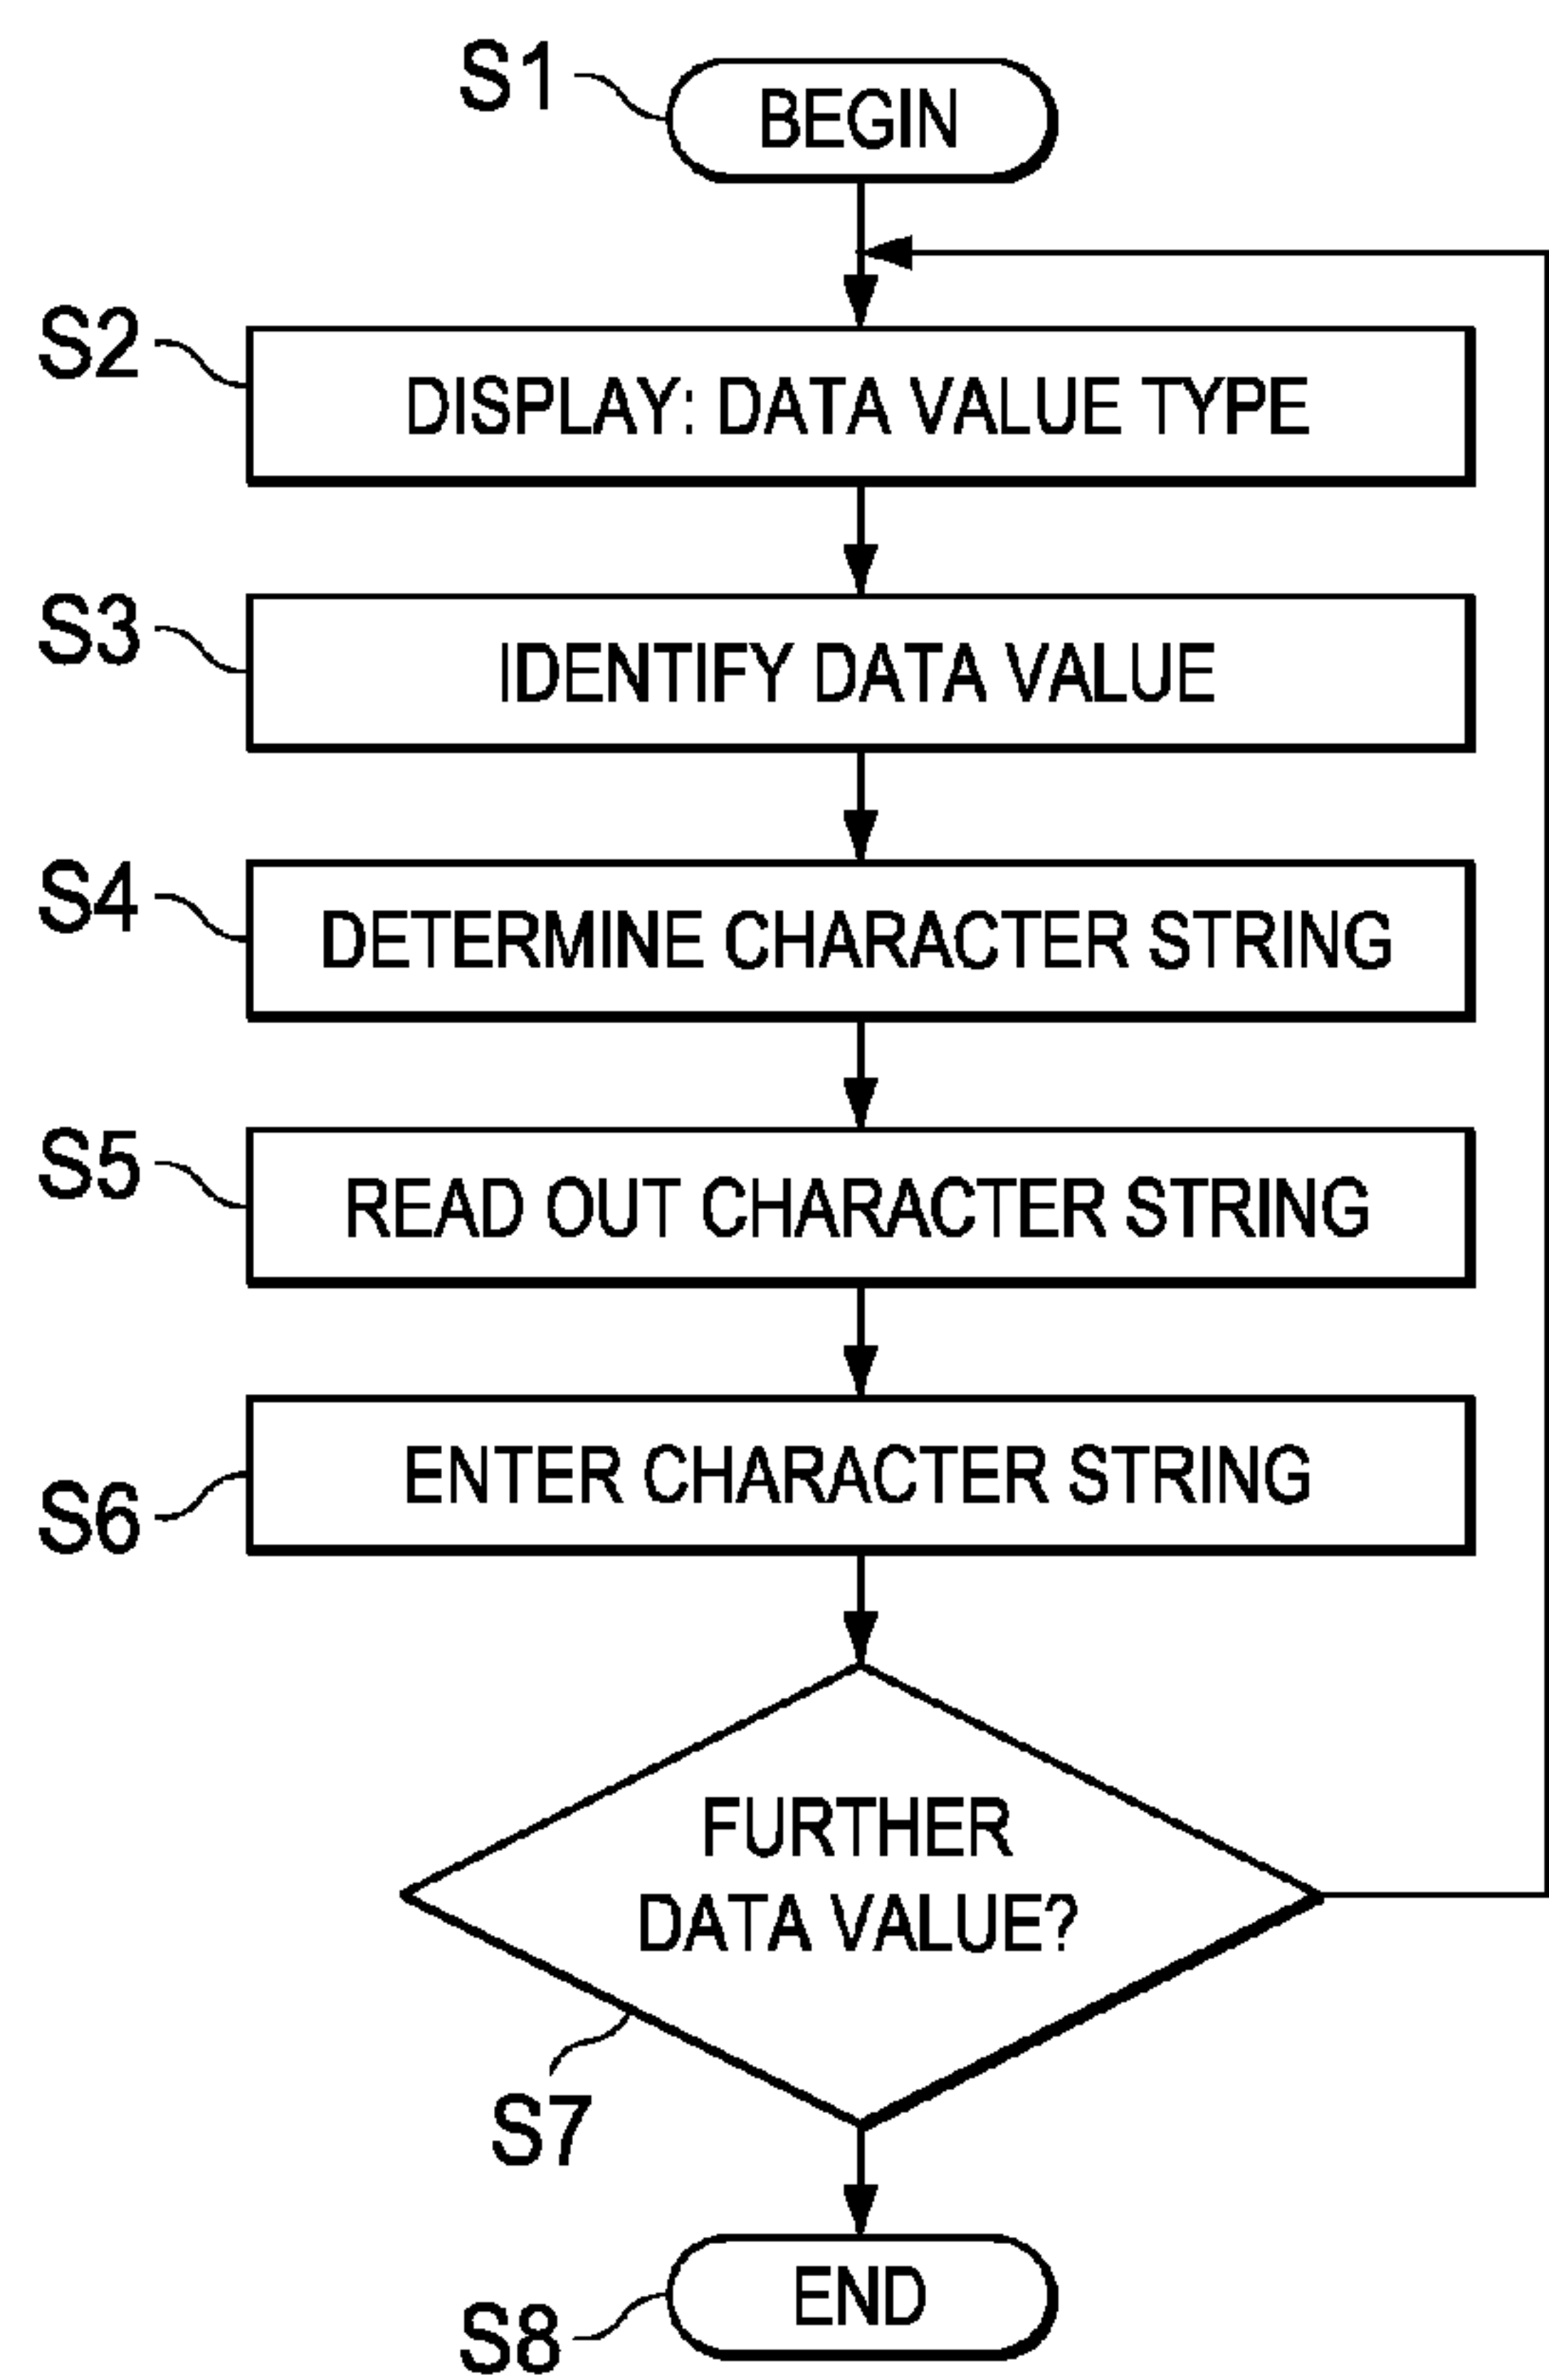 S1
BEGIN
S2
DISPLAY: DATA VALUE TYPE
S3
IDENTIFY DATA VALUE
S4
DETERMINE CHARACTER STRING
S5
READ OUT CHARACTER STRING
S6
ENTER CHARACTER STRING
FURTHER
DATA VALUE?
S7
END
S8